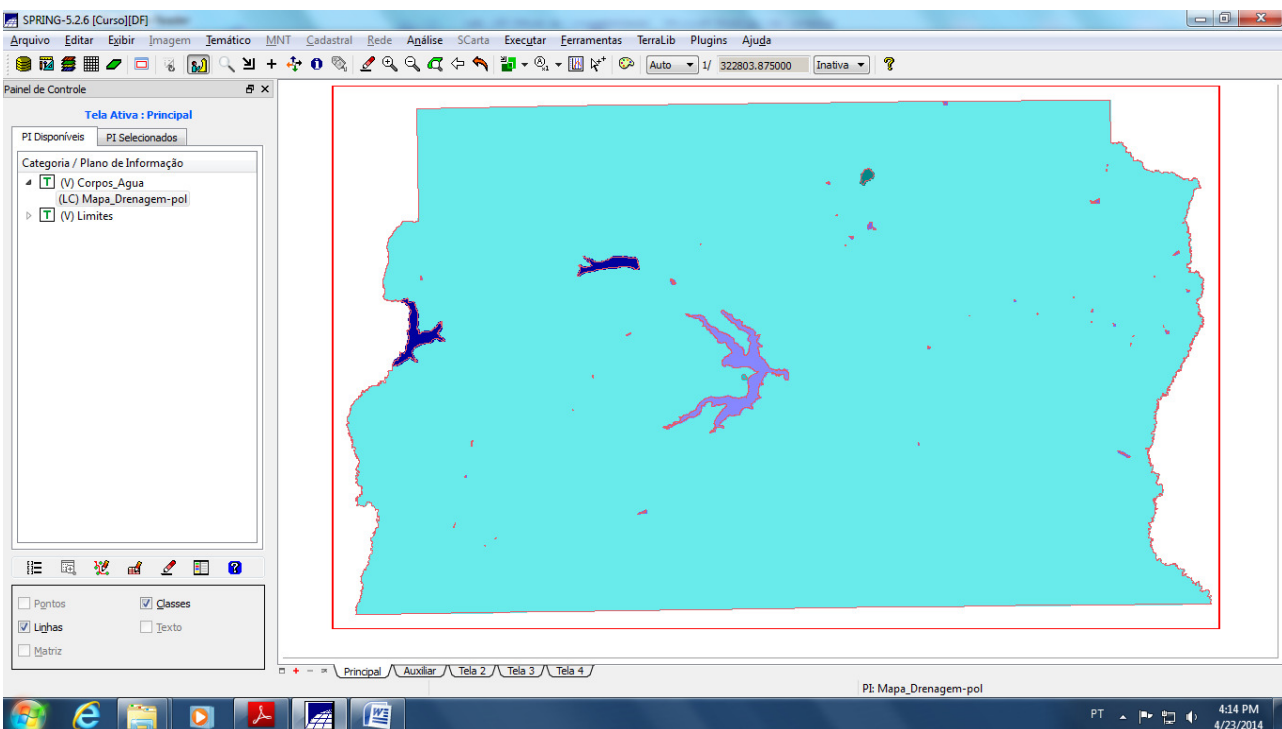 SPRING-5.2.6 [Curso][DF]
Arquivo Editar Exibir Imagem Temático MNT Cadastral Rede Análise SCarta Executar Ferramentas TerraLib Plugins Ajuda
Auto 1/ 322803.875000 Inativa
Painel de Controle
Tela Ativa : Principal
PI Disponíveis PI Selecionados
Categoria / Plano de Informação
T (V) Corpos_Agua
(LC) Mapa_Drenagem-pol
T (V) Limites
Pontos Classes
Linhas Texto
Matriz
Principal Auxiliar Tela 2 Tela 3 Tela 4
PI: Mapa_Drenagem-pol
PT 4:14 PM
4/23/2014